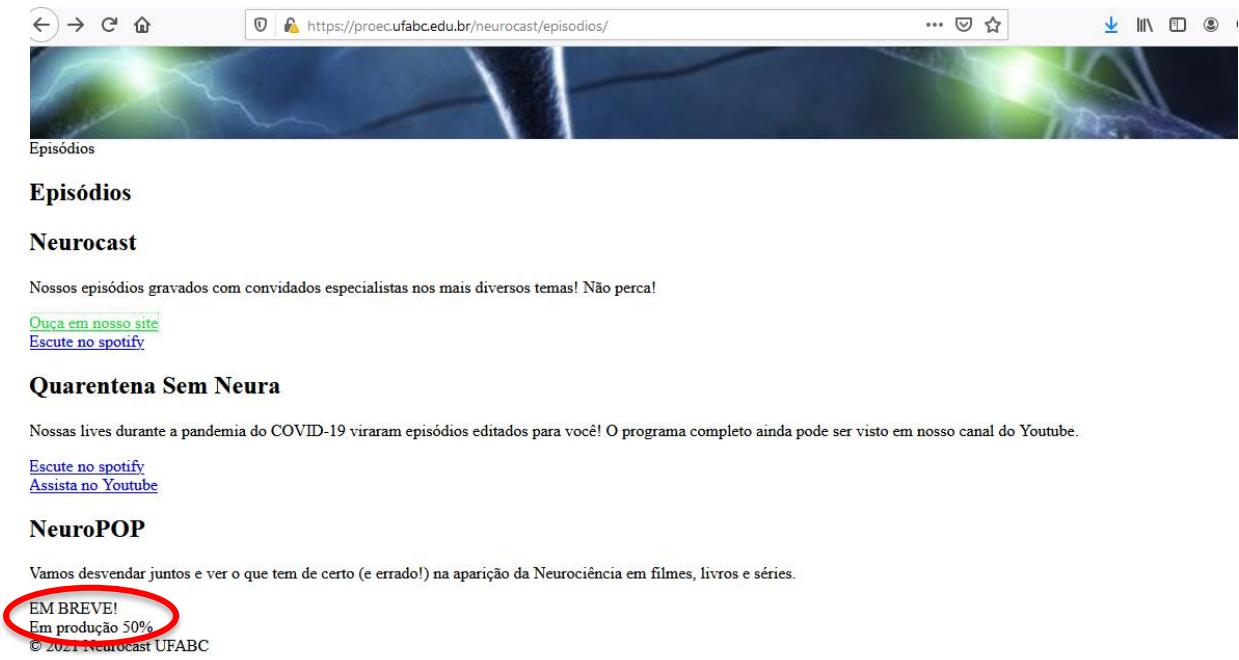 https://proec.ufabc.edu.br/neurocast/episodios/
Episódios
Episódios
Neurocast
Nossos episódios gravados com convidados especialistas nos mais diversos temas! Não perca!
Ouça em nosso site
Escute no spotify
Quarentena Sem Neura
Nossas lives durante a pandemia do COVID-19 viraram episódios editados para você! O programa completo ainda pode ser visto em nosso canal do Youtube.
Escute no spotify
Assista no Youtube
NeuroPOP
Vamos desvendar juntos e ver o que tem de certo (e errado!) na aparição da Neurociência em filmes, livros e séries.
EM BREVE!
Em produção 50%
© 2021 Neurocast UFABC